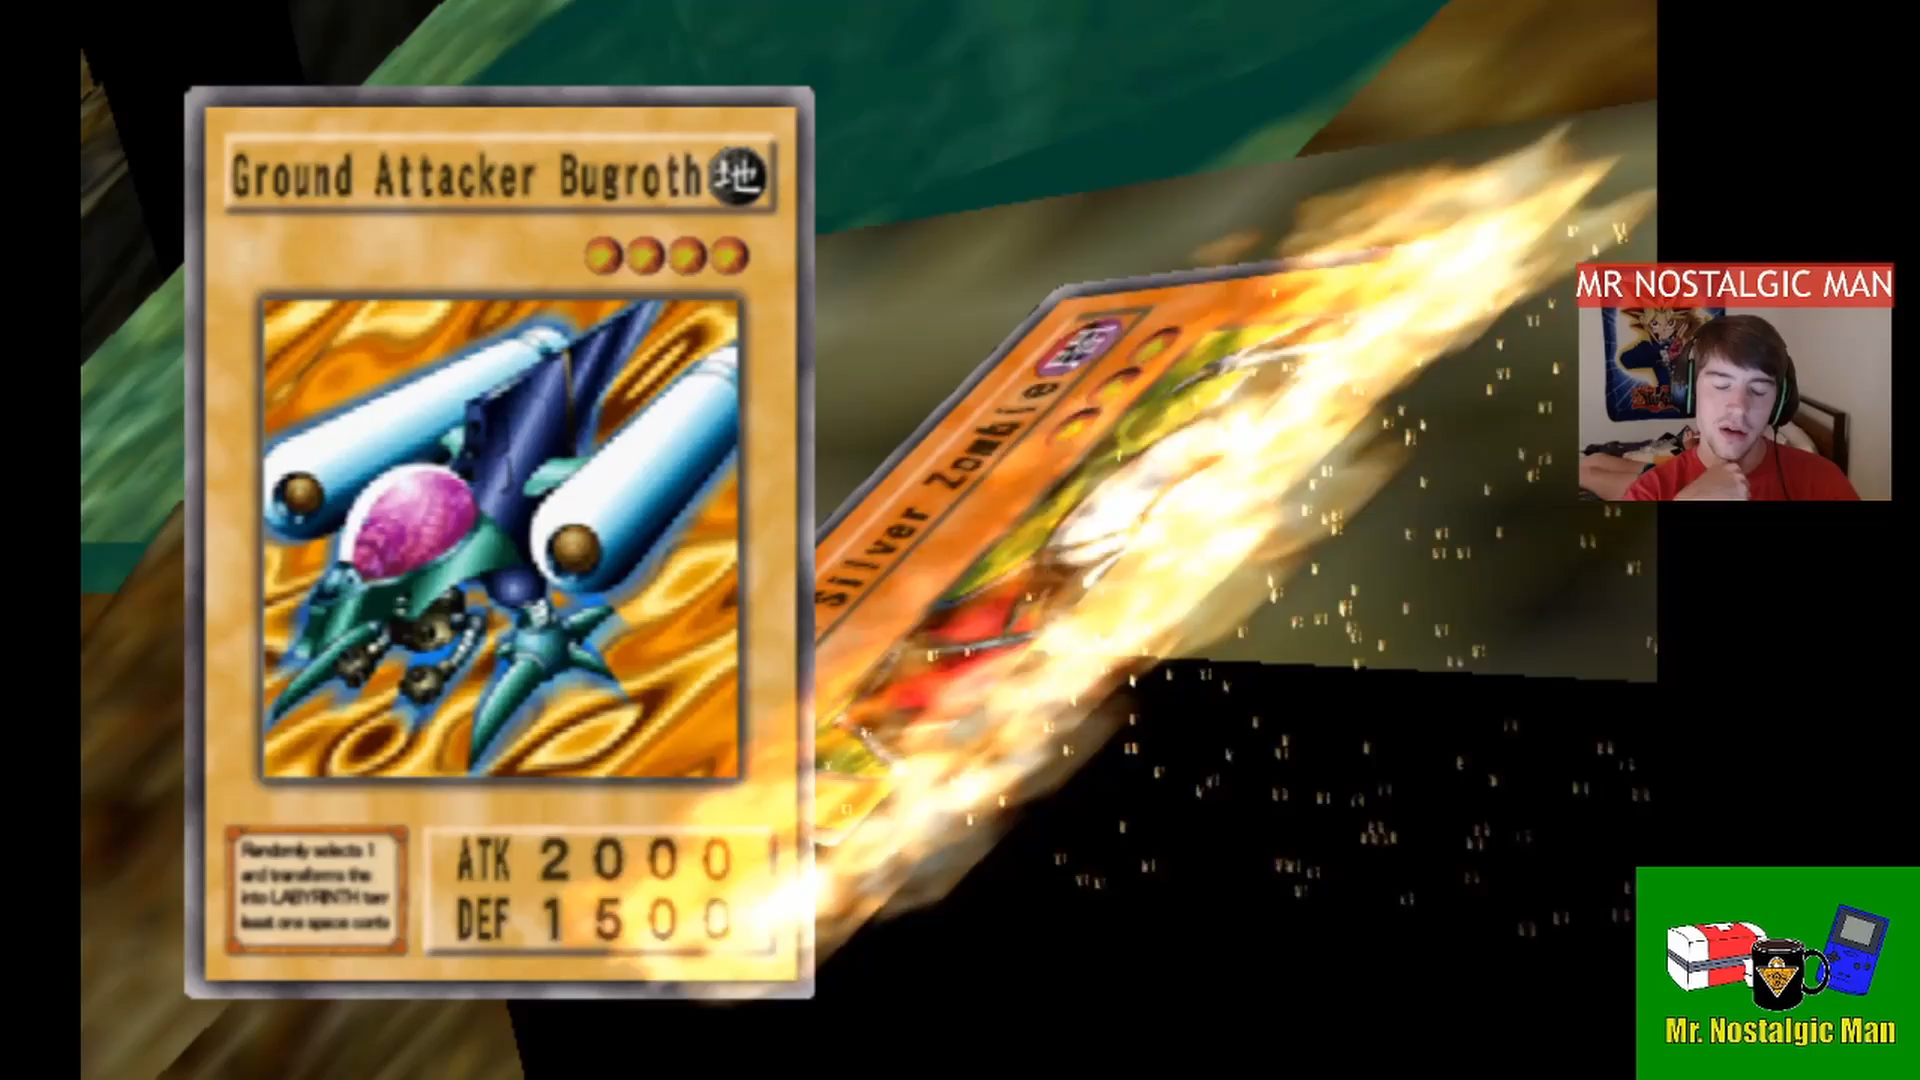 Ground Attacker Bugroth 地
Silver Zombie
MR NOSTALGIC MAN
Randomly selects 1
and transforms the
into LABYRINTH terr
least one space conta
ATK 2000
DEF 1500
Mr. Nostalgic Man